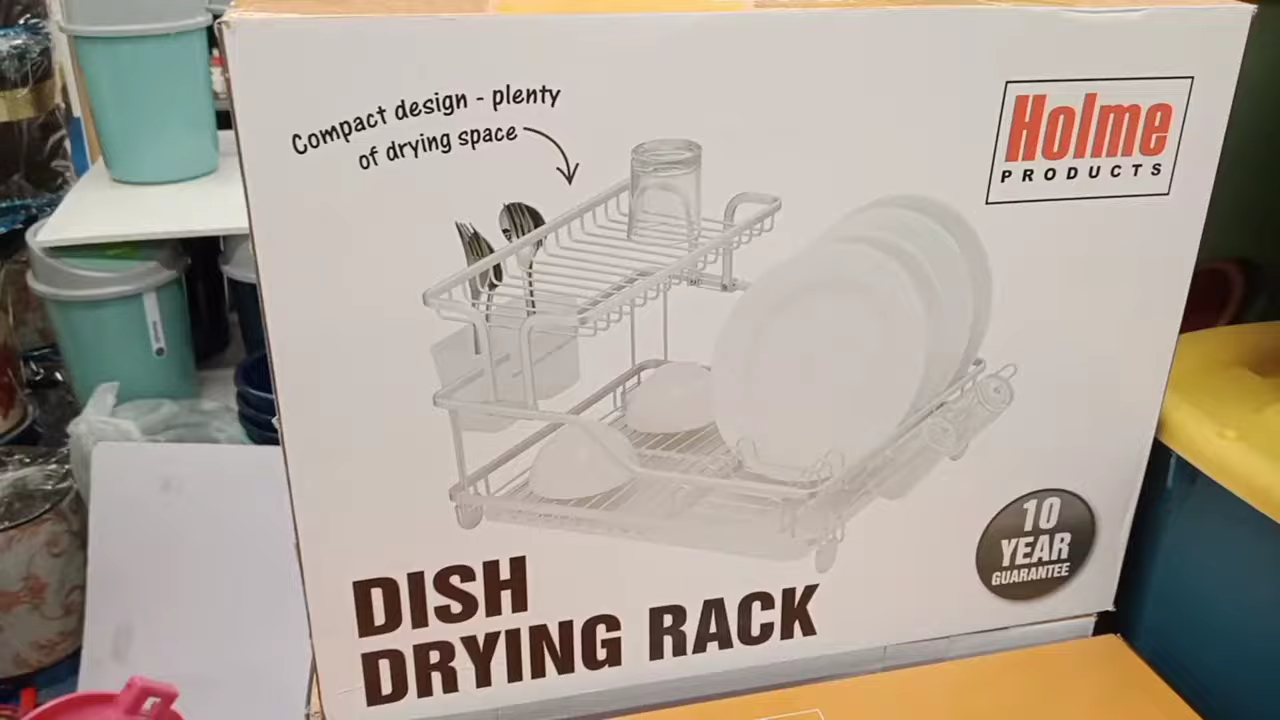 Compact design - plenty
of drying space
Holme
PRODUCTS
10
YEAR
GUARANTEE
DISH
DRYING RACK